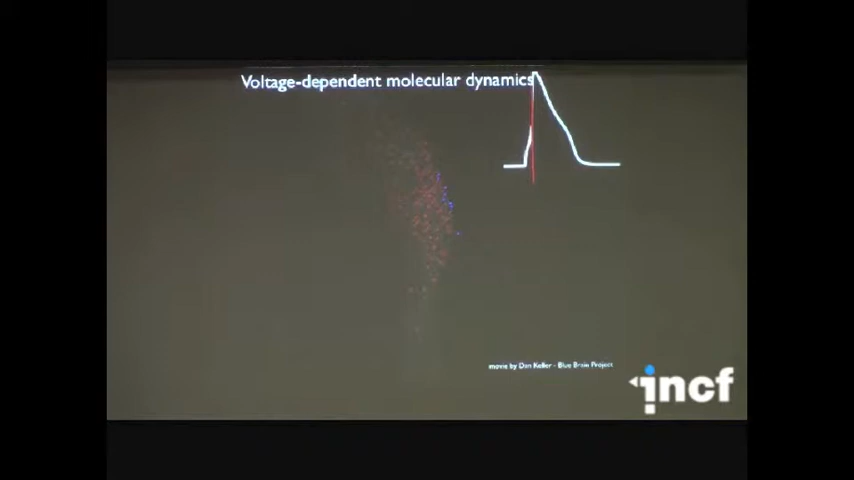 Voltage-dependent molecular dynamics
movie by Dan Keller - Blue Brain Project
incf